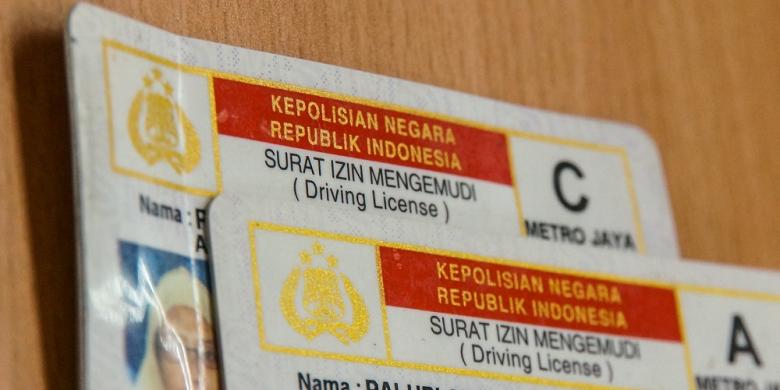 KEPOLISIAN NEGARA
REPUBLIK INDONESIA
SURAT IZIN MENGEMUDI
( Driving License )
C
METRO JAYA
Nama :
KEPOLISIAN NEGARA
REPUBLIK INDONESIA
SURAT IZIN MENGEMUDI
( Driving License )
A
METRO
Nama :